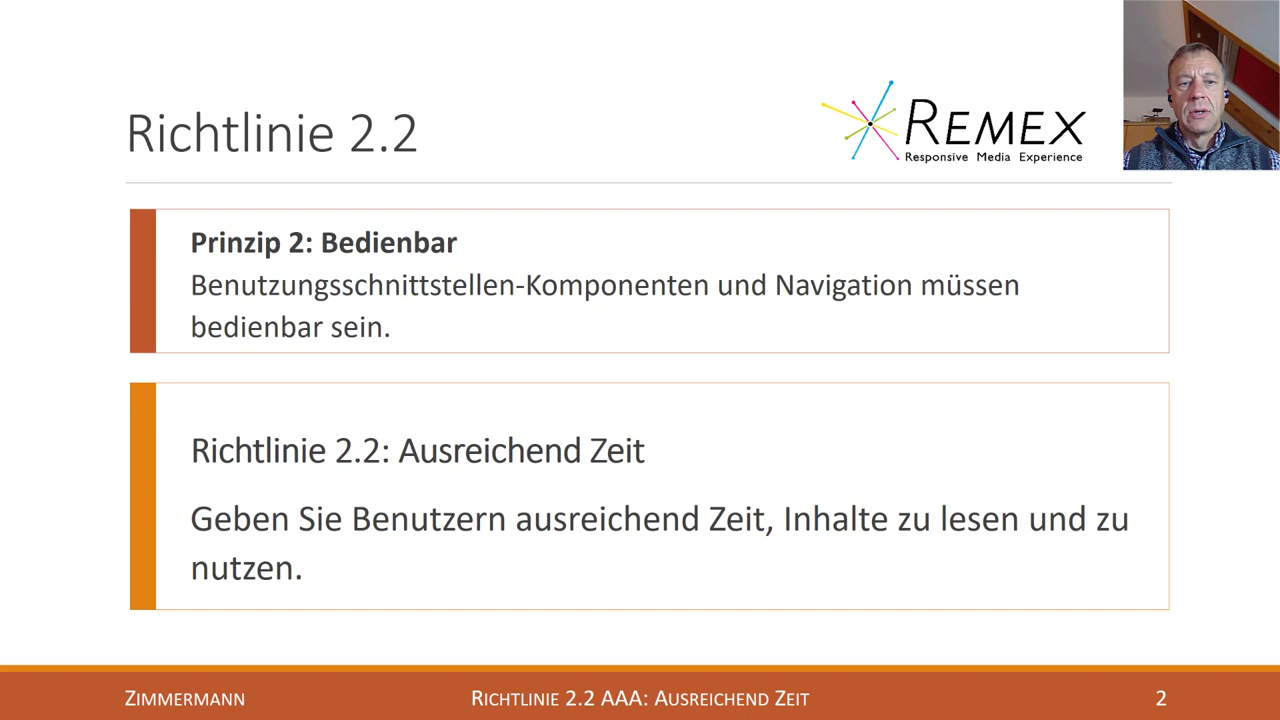 Richtlinie 2.2
REMEX
Responsive Media Experience
Prinzip 2: Bedienbar
Benutzungsschnittstellen-Komponenten und Navigation müssen
bedienbar sein.
Richtlinie 2.2: Ausreichend Zeit
Geben Sie Benutzern ausreichend Zeit, Inhalte zu lesen und zu
nutzen.
ZIMMERMANN
RICHTLINIE 2.2 AAA: AUSREICHEND ZEIT
2